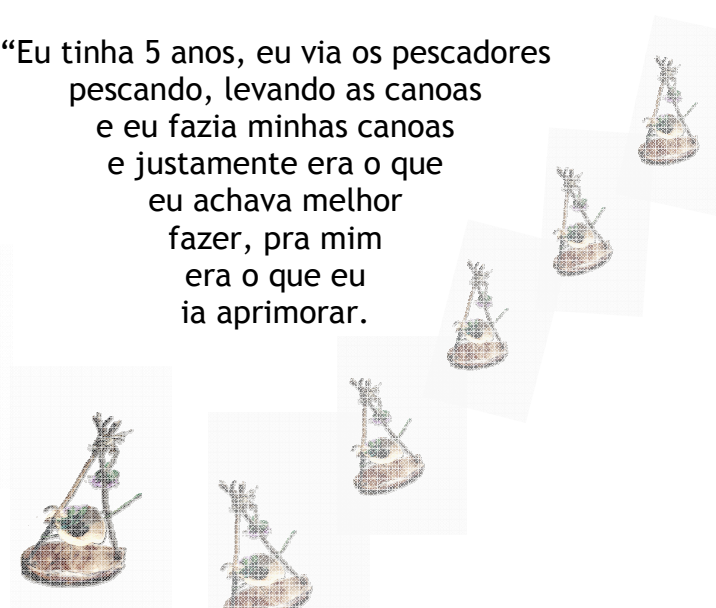 “Eu tinha 5 anos, eu via os pescadores
pescando, levando as canoas
e eu fazia minhas canoas
e justamente era o que
eu achava melhor
fazer, pra mim
era o que eu
ia aprimorar.